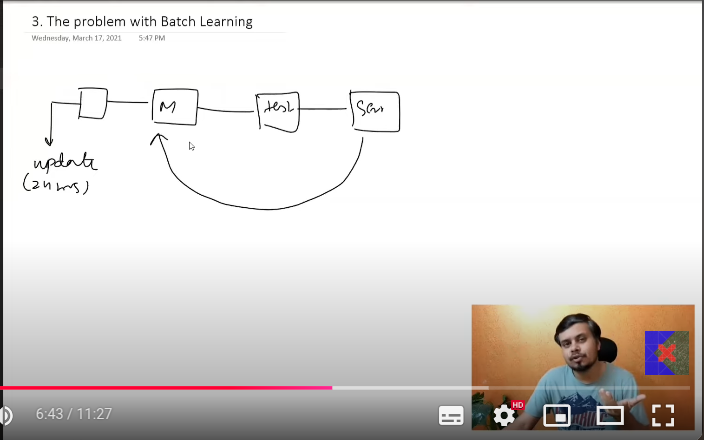 3. The problem with Batch Learning
Wednesday, March 17, 2021 5:47 PM
M
test
update
(24 hrs)
6:43 / 11:27
HD